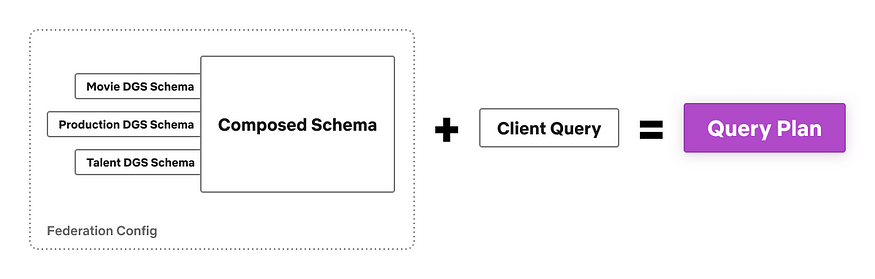 Movie DGS Schema
Production DGS Schema
Talent DGS Schema
Composed Schema
Federation Config
+
Client Query
=
Query Plan